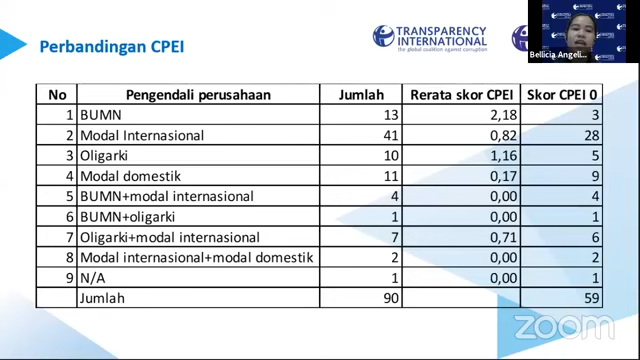 Perbandingan CPEI
TRANSPARENCY
INTERNATIONAL
the global coalition against corruption
Bellicia Angeli...
No Pengendali perusahaan Jumlah Rerata skor CPEI Skor CPEI 0
1 BUMN 13 2,18 3
2 Modal Internasional 41 0,82 28
3 Oligarki 10 1,16 5
4 Modal domestik 11 0,17 9
5 BUMN+modal internasional 4 0,00 4
6 BUMN+oligarki 1 0,00 1
7 Oligarki+modal internasional 7 0,71 6
8 Modal internasional+modal domestik 2 0,00 2
9 N/A 1 0,00 1
Jumlah 90 59
zoom